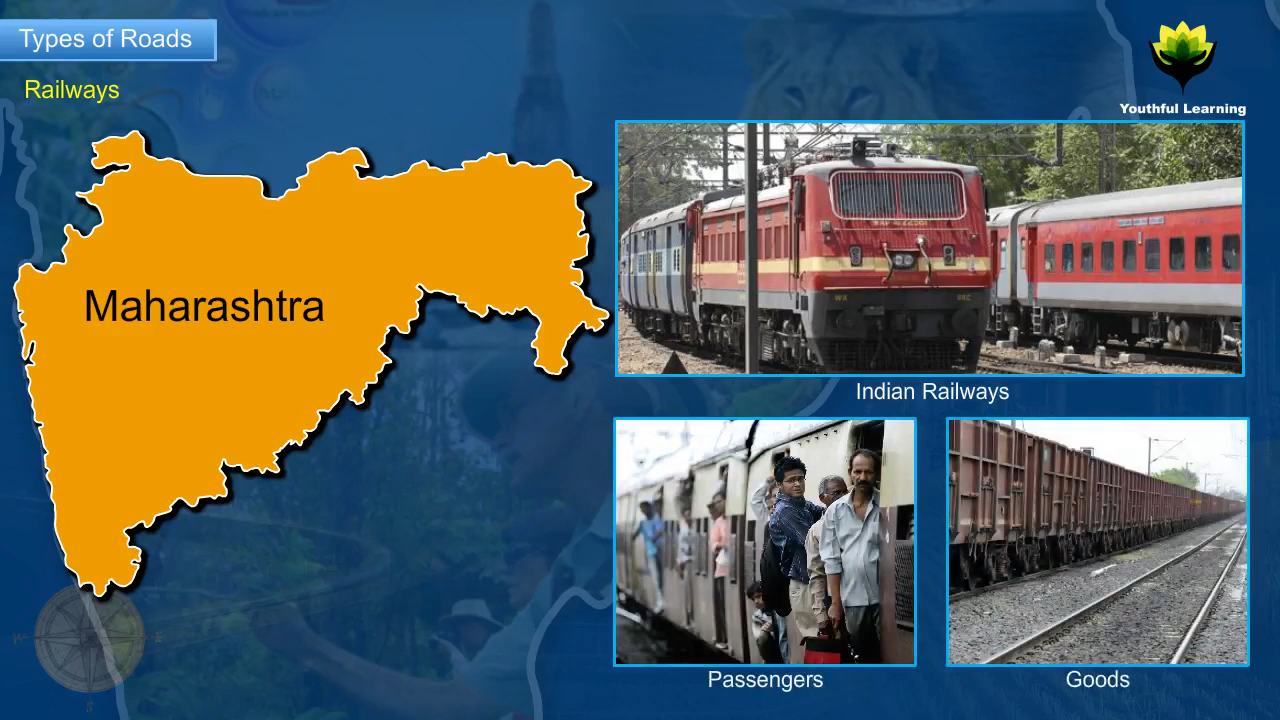 Types of Roads
Railways
Youthful Learning
Maharashtra
Indian Railways
Passengers
Goods
W
E
S